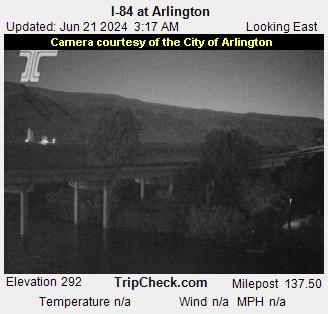 I-84 at Arlington
Updated: Jun 21 2024 3:17 AM Looking East
Camera courtesy of the City of Arlington
Elevation 292 TripCheck.com Milepost 137.50
Temperature n/a Wind n/a MPH n/a